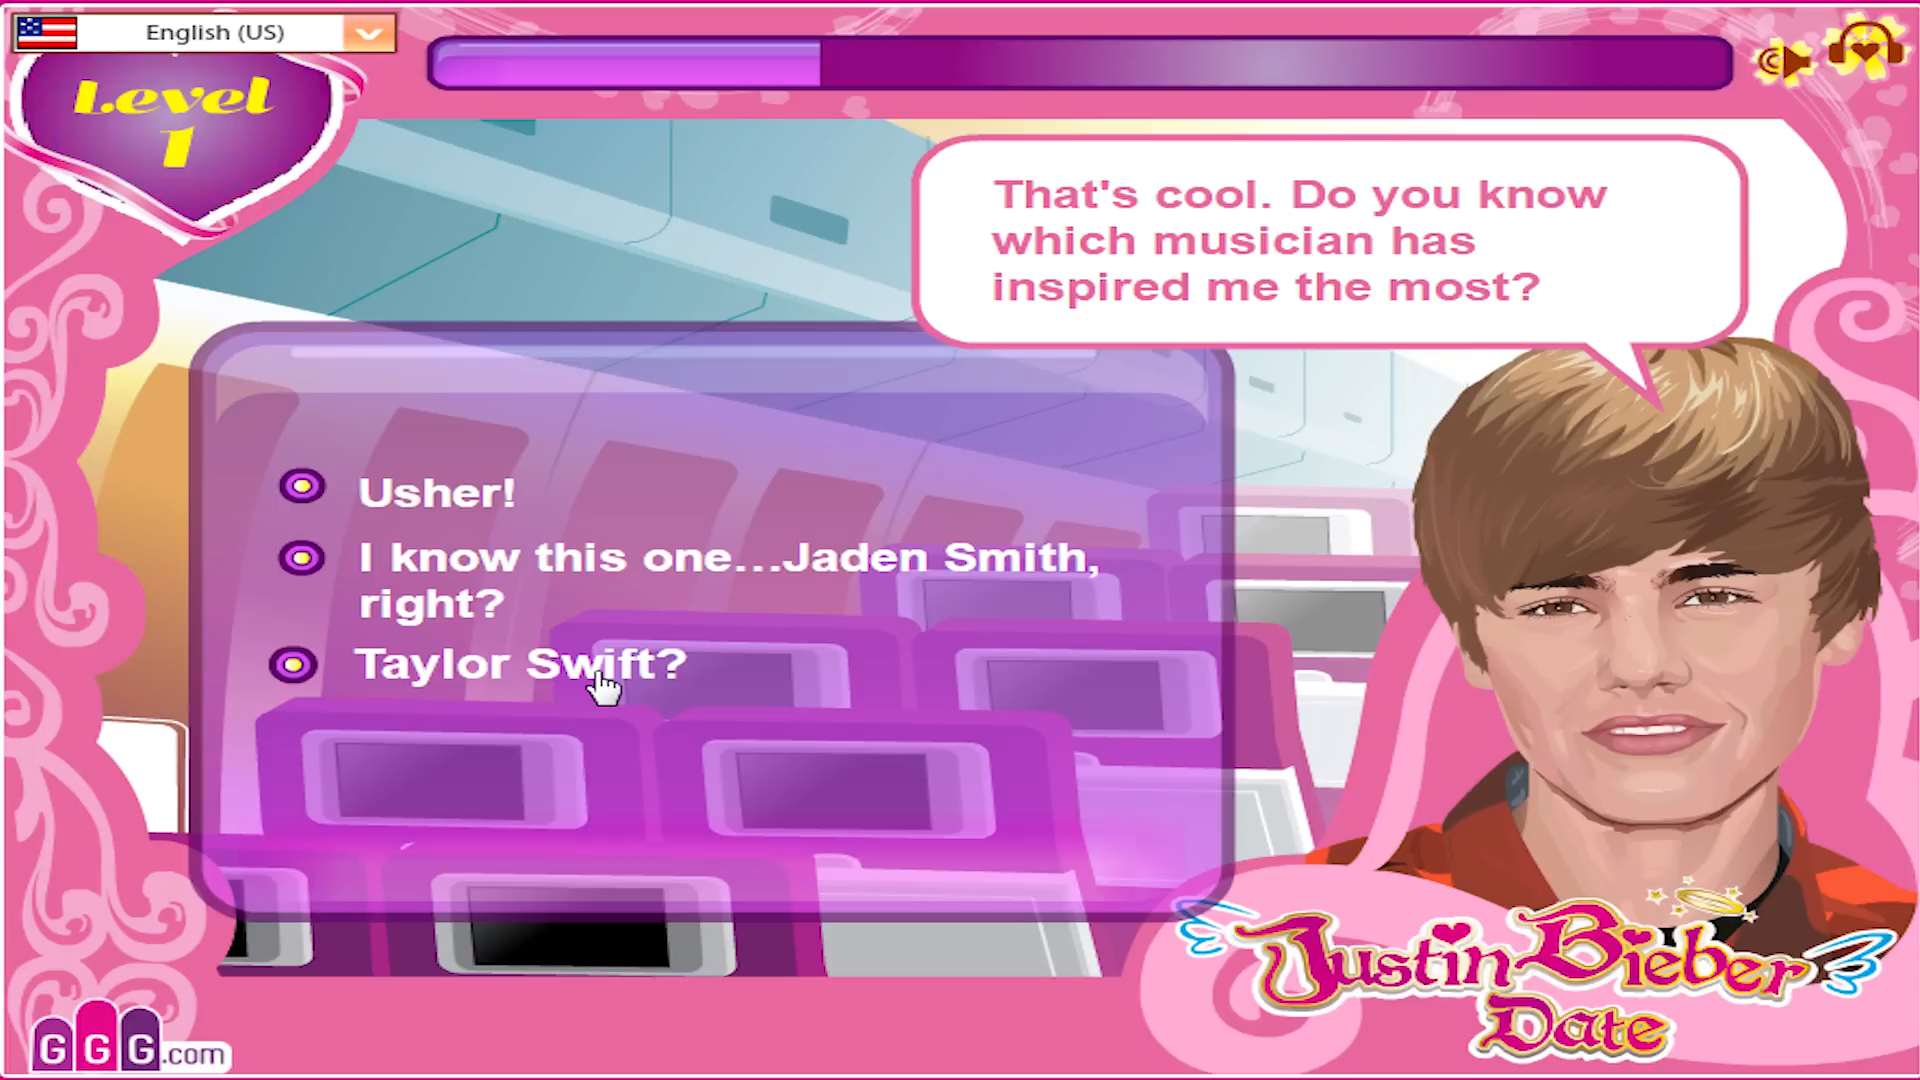 English (US)
Level
1
That's cool. Do you know
which musician has
inspired me the most?
Usher!
I know this one...Jaden Smith,
right?
Taylor Swift?
Justin Bieber
Date
GGG.com